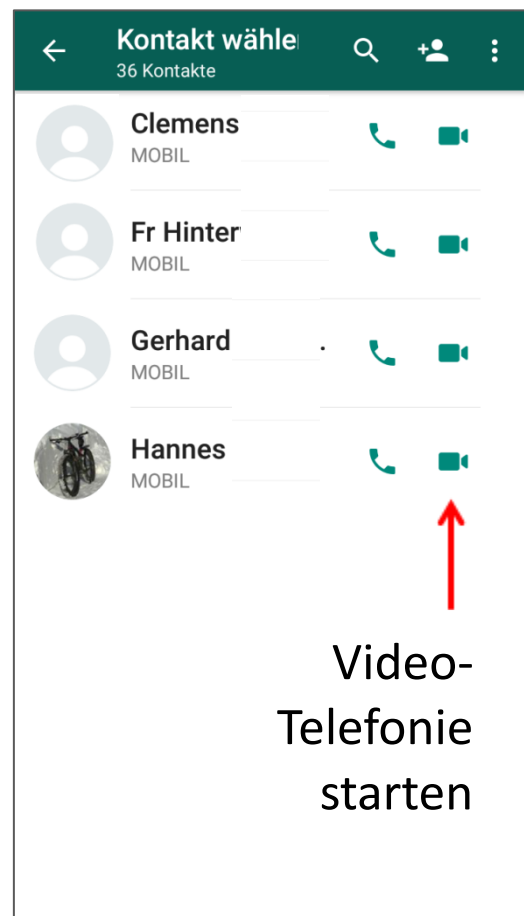 Kontakt wähle
36 Kontakte
Clemens
MOBIL
Fr Hinter
MOBIL
Gerhard .
MOBIL
Hannes
MOBIL
Video-
Telefonie
starten